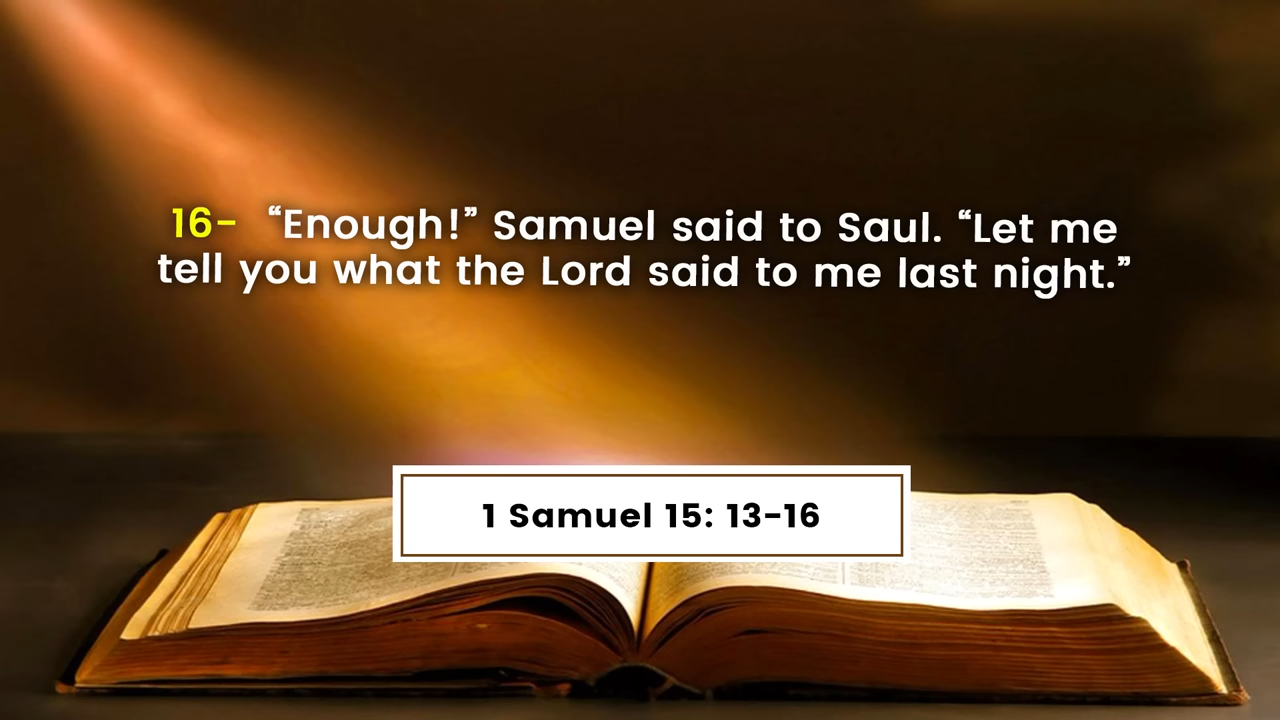 16- “Enough!” Samuel said to Saul. “Let me
tell you what the Lord said to me last night.”
1 Samuel 15: 13-16